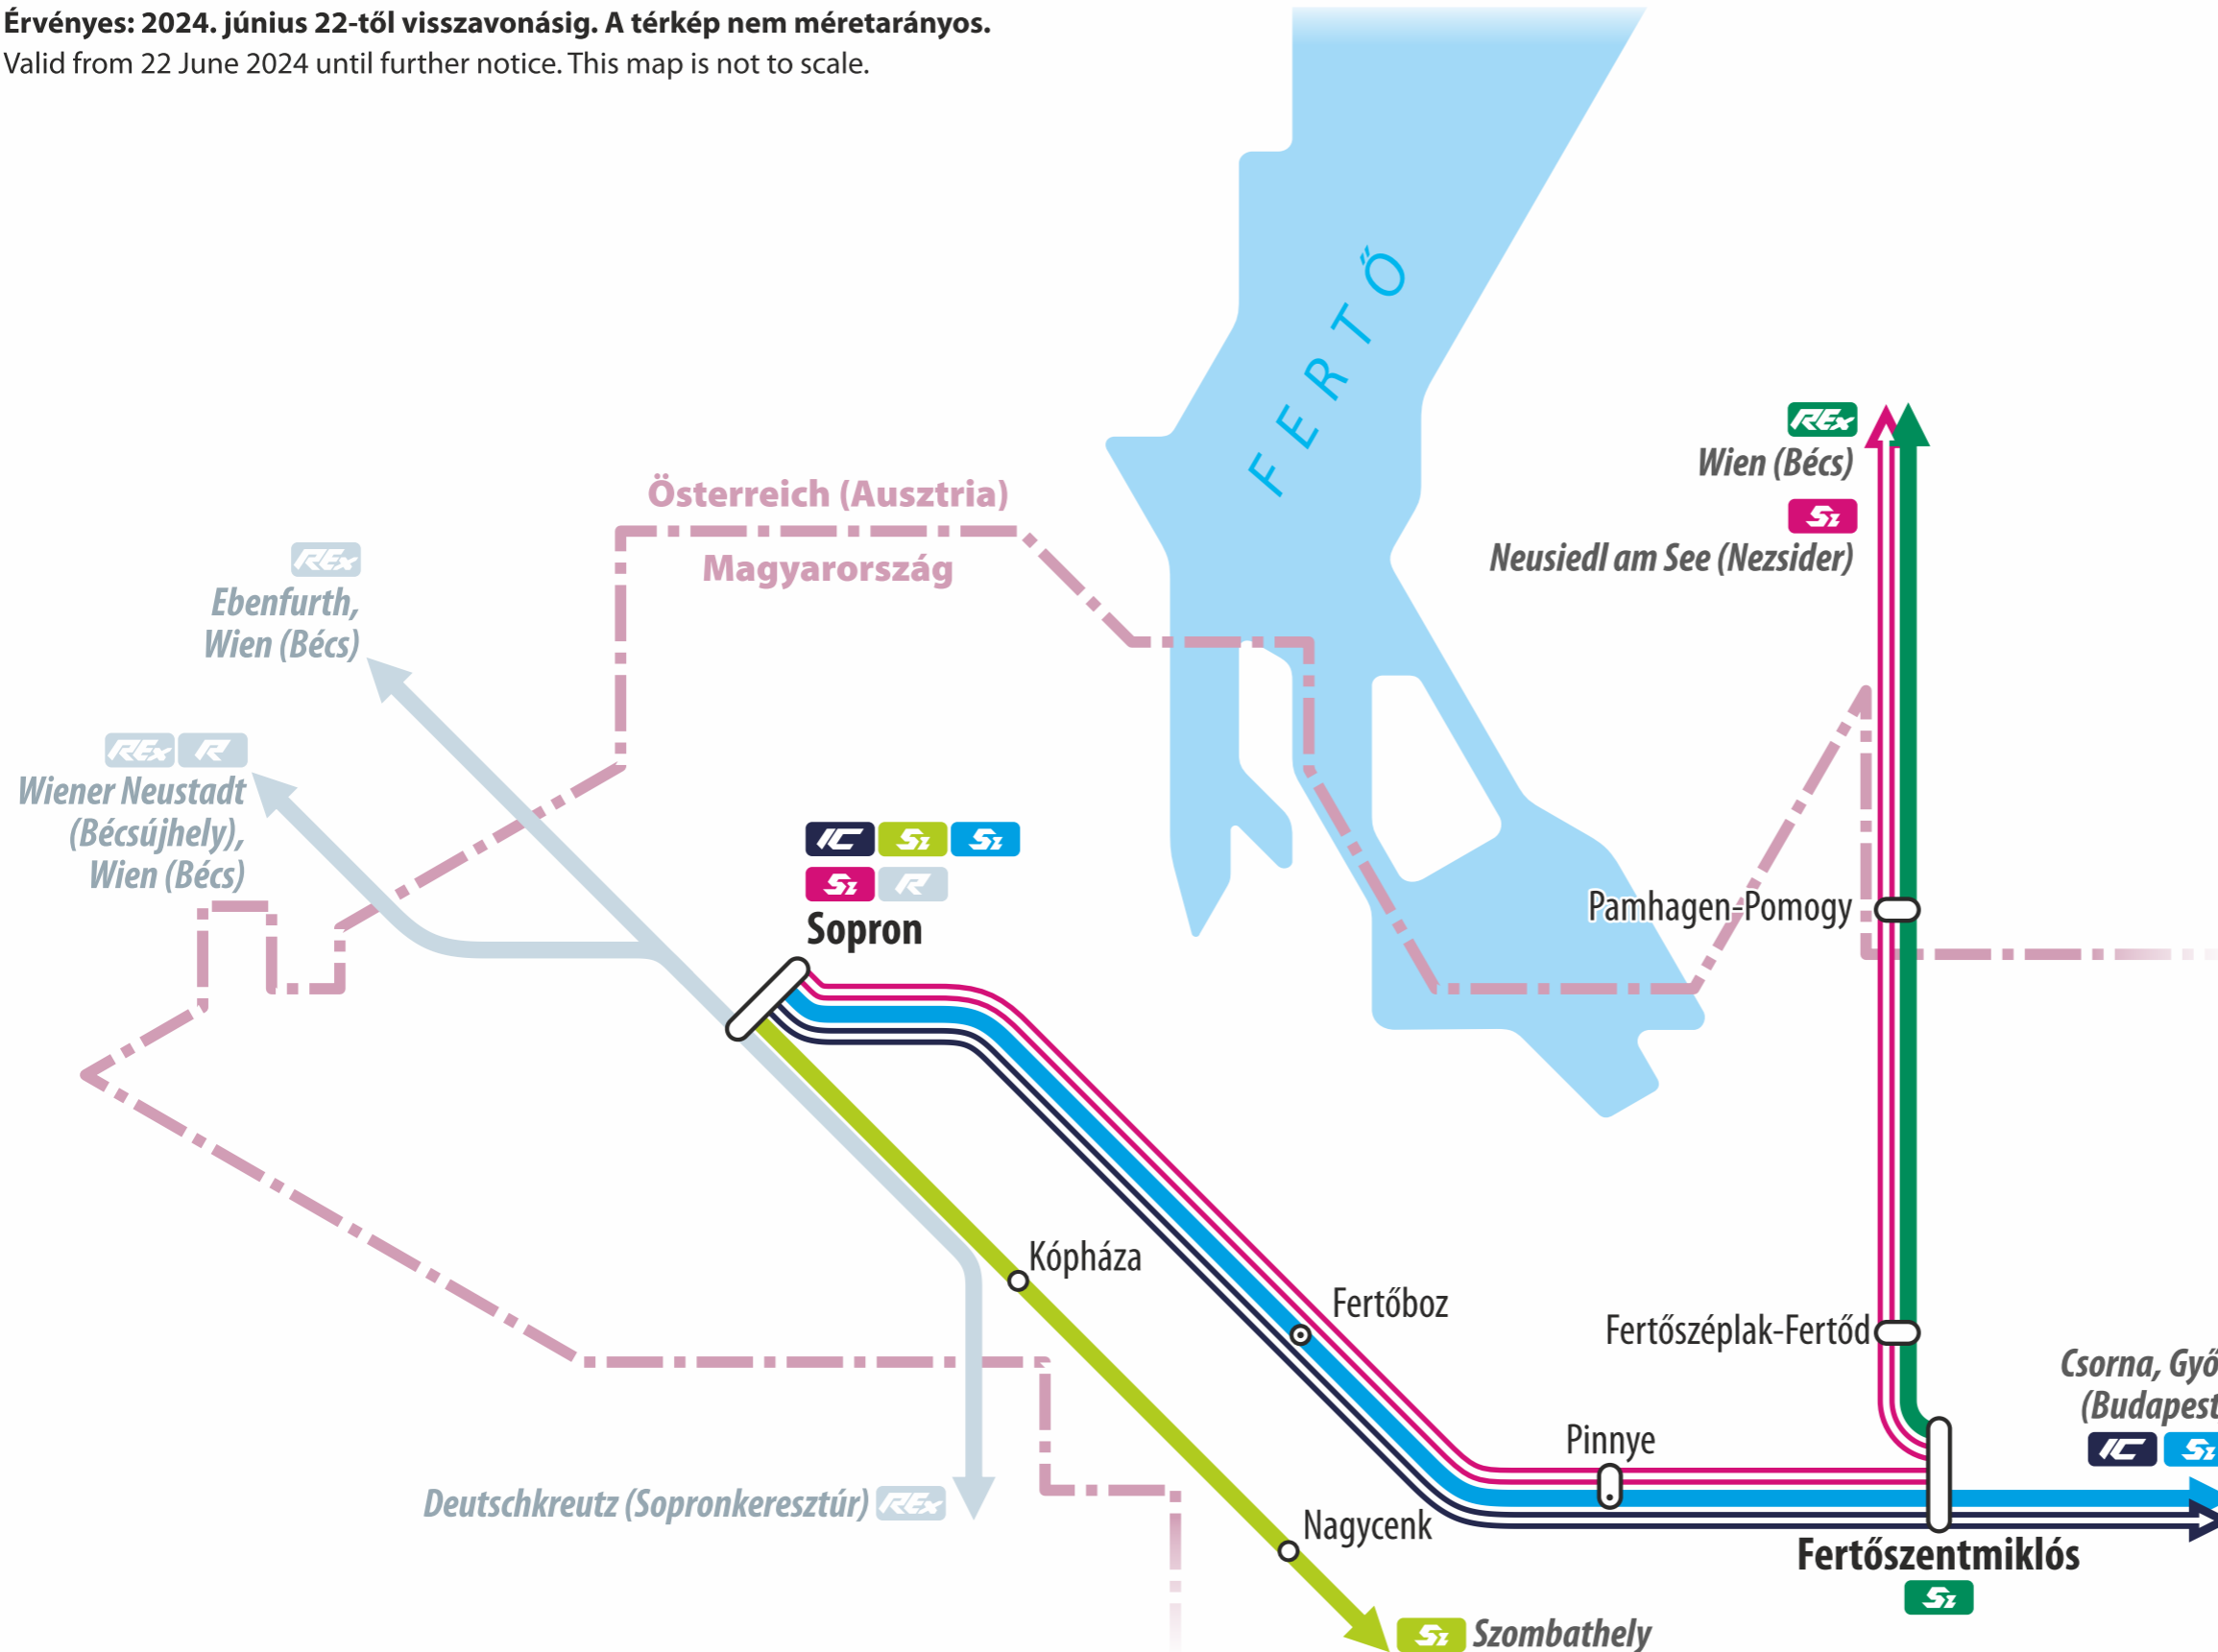 Érvényes: 2024. június 22-től visszavonásig. A térkép nem méretarányos.
Valid from 22 June 2024 until further notice. This map is not to scale.
FERTŐ
REx
Wien (Bécs)
Sz
Neusiedl am See (Nezsider)
Österreich (Ausztria)
Magyarország
REx
Ebenfurth,
Wien (Bécs)
REx R
Wiener Neustadt
(Bécsújhely),
Wien (Bécs)
IC Sz Sz
Sz R
Sopron
Pamhagen-Pomogy
Kópháza
Fertőboz
Fertőszéplak-Fertőd
Csorna, Győ
(Budapest
IC Sz
Pinnye
Deutschkreutz (Sopronkeresztúr) REx
Nagycenk
Fertőszentmiklós
Sz
Sz Szombathely